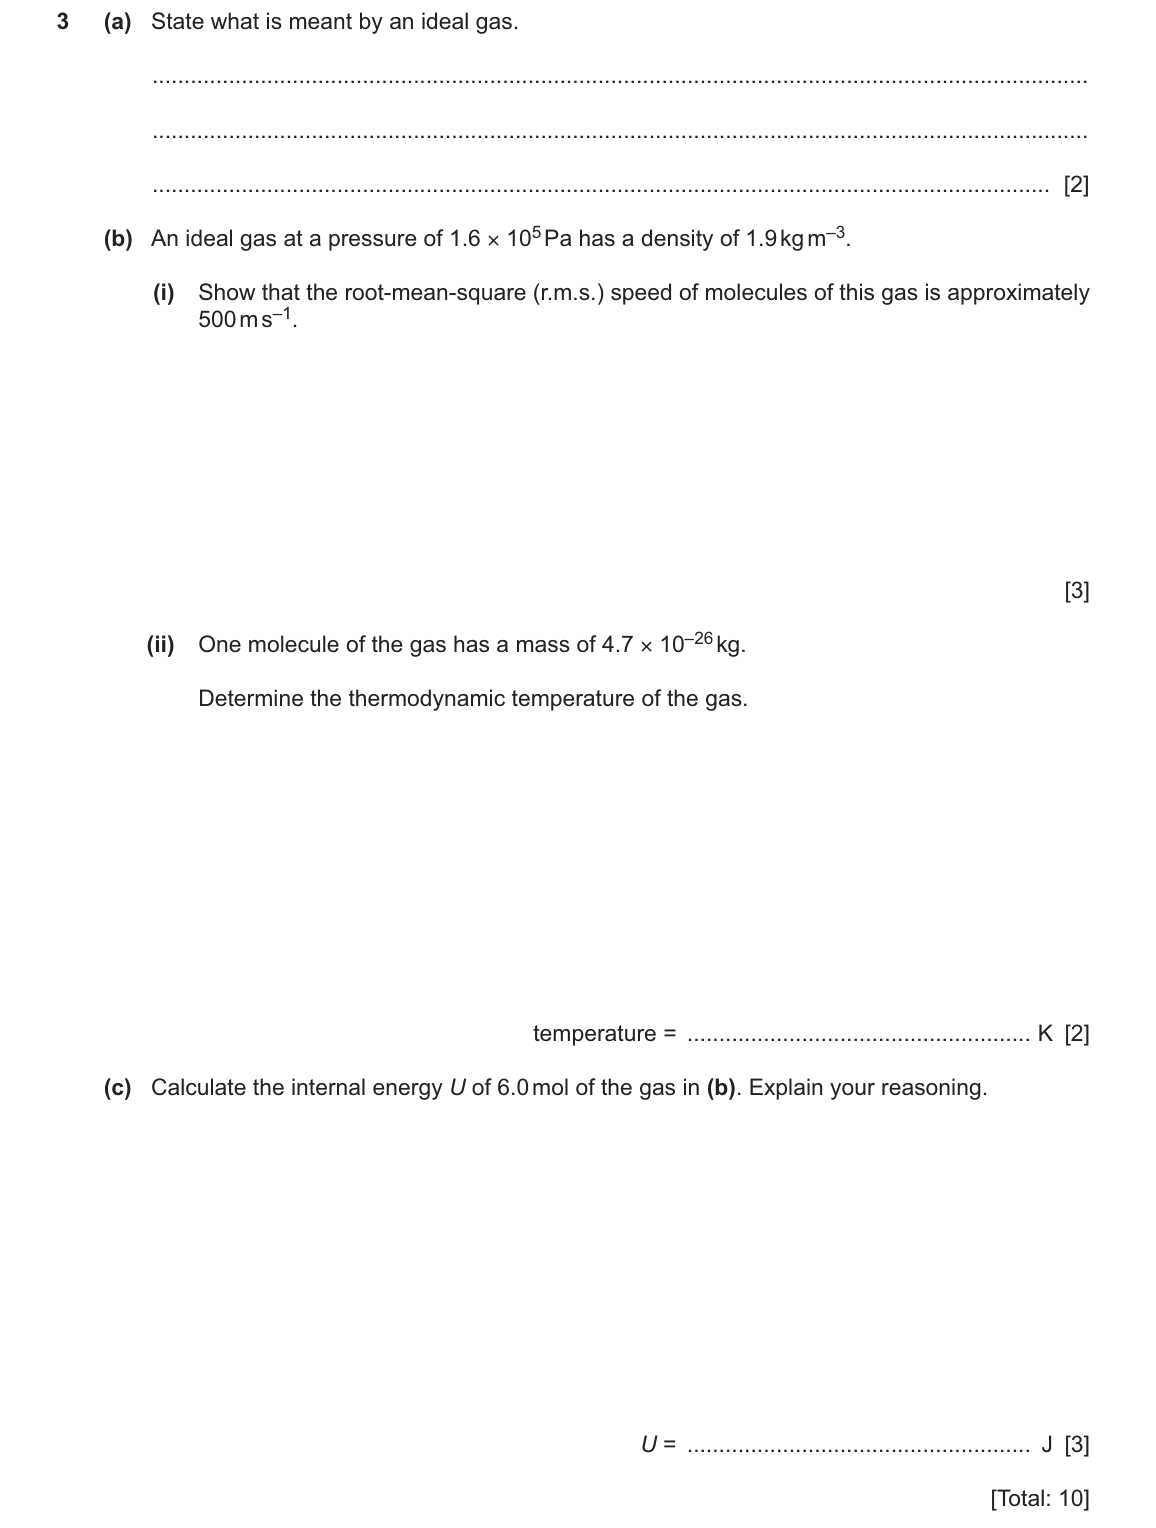 3 (a) State what is meant by an ideal gas.
..........................................................................................................................................................
..........................................................................................................................................................
.................................................................................................................................................... [2]
(b) An ideal gas at a pressure of 1.6 × 10⁵ Pa has a density of 1.9 kg m⁻³.
(i) Show that the root-mean-square (r.m.s.) speed of molecules of this gas is approximately
500 m s⁻¹.
[3]
(ii) One molecule of the gas has a mass of 4.7 × 10⁻²⁶ kg.
Determine the thermodynamic temperature of the gas.
temperature = ...................................................... K [2]
(c) Calculate the internal energy U of 6.0 mol of the gas in (b). Explain your reasoning.
U = ...................................................... J [3]
[Total: 10]